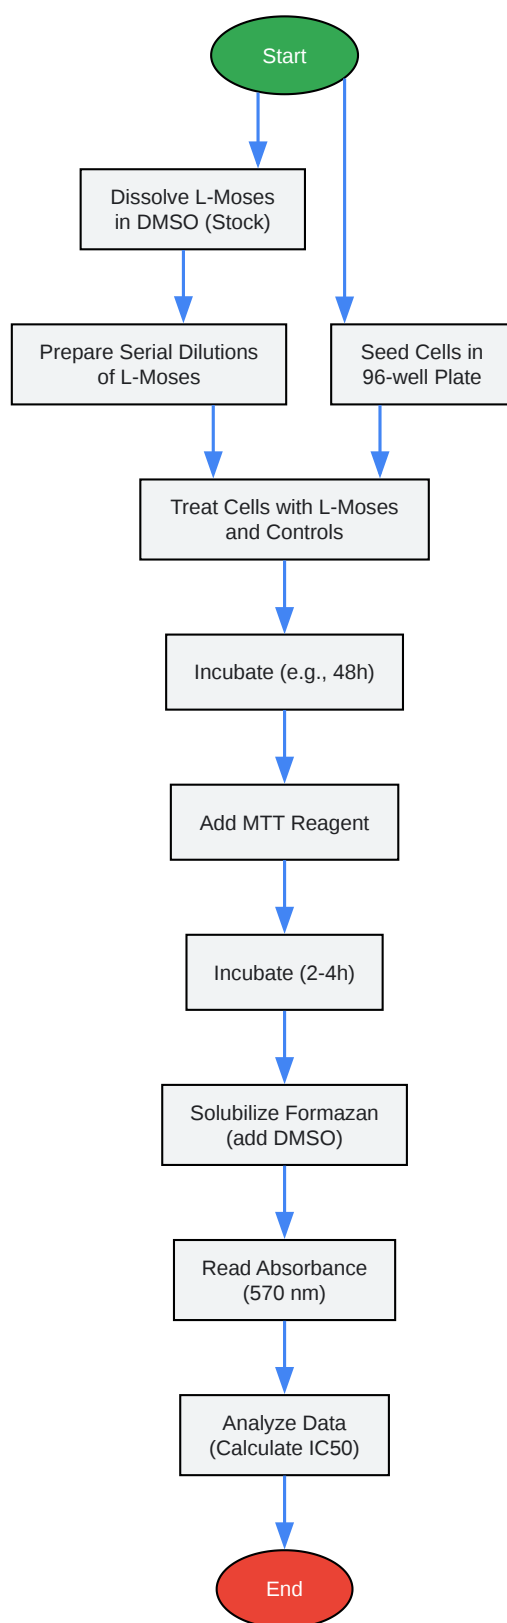 Start
Dissolve L-Moses
in DMSO (Stock)
Prepare Serial Dilutions
of L-Moses
Seed Cells in
96-well Plate
Treat Cells with L-Moses
and Controls
Incubate (e.g., 48h)
Add MTT Reagent
Incubate (2-4h)
Solubilize Formazan
(add DMSO)
Read Absorbance
(570 nm)
Analyze Data
(Calculate IC50)
End